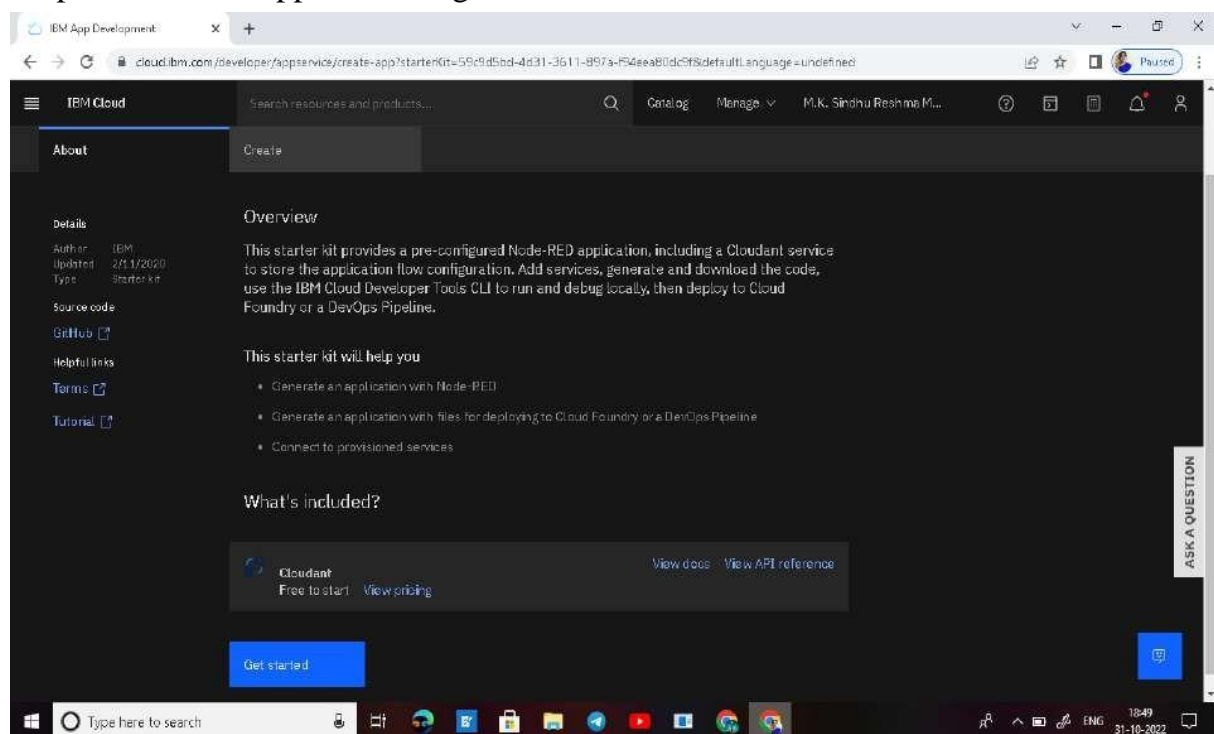 IBM App Development
cloud.ibm.com/developer/appservice/create-app?starterKit=59c9d5bd-4d31-3611-897a-f94eea80dc9f&defaultLanguage=undefined
Paused
IBM Cloud
Search resources and products...
Catalog
Manage
M.K. Sindhu Reshma M...
About
Create
Details
Author IBM
Updated 2/11/2020
Type Starter kit
Source code
GitHub
Helpful links
Terms
Tutorial
Overview
This starter kit provides a pre-configured Node-RED application, including a Cloudant service
to store the application flow configuration. Add services, generate and download the code,
use the IBM Cloud Developer Tools CLI to run and debug locally, then deploy to Cloud
Foundry or a DevOps Pipeline.
This starter kit will help you
• Generate an application with Node-RED
• Generate an application with files for deploying to Cloud Foundry or a DevOps Pipeline
• Connect to provisioned services
What's included?
Cloudant
Free to start View pricing
View docs View API reference
Get started
ASK A QUESTION
Type here to search
ENG
18:49
31-10-2022